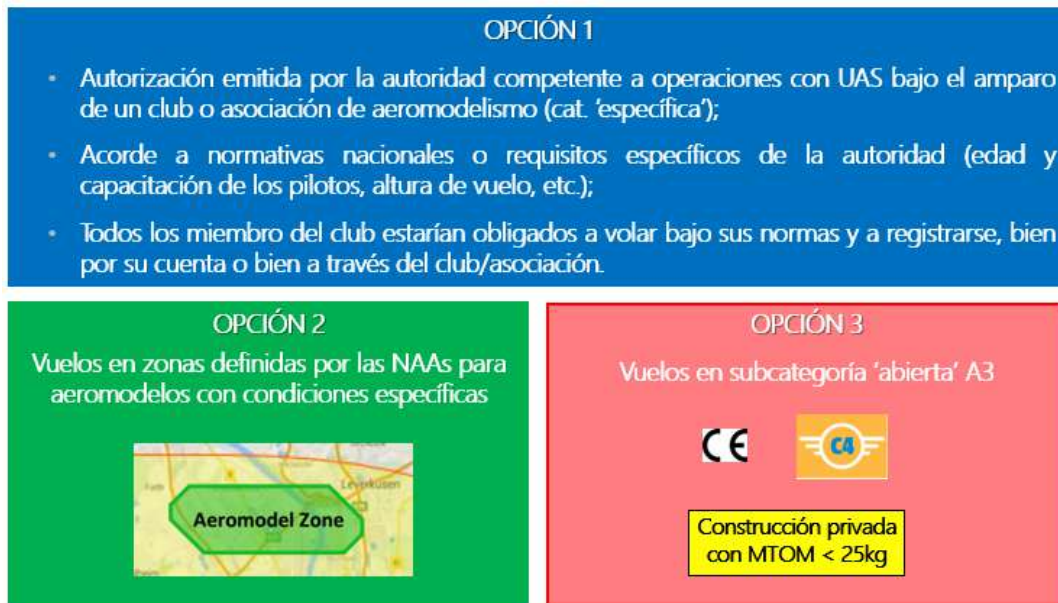 OPCIÓN 1
• Autorización emitida por la autoridad competente a operaciones con UAS bajo el amparo
de un club o asociación de aeromodelismo (cat. ‘específica’);
• Acorde a normativas nacionales o requisitos específicos de la autoridad (edad y
capacitación de los pilotos, altura de vuelo, etc.);
• Todos los miembro del club estarían obligados a volar bajo sus normas y a registrarse, bien
por su cuenta o bien a través del club/asociación.
OPCIÓN 2
Vuelos en zonas definidas por las NAAs para
aeromodelos con condiciones específicas
Leverkusen
Aeromodel Zone
OPCIÓN 3
Vuelos en subcategoría ‘abierta’ A3
CE
C4
Construcción privada
con MTOM < 25kg